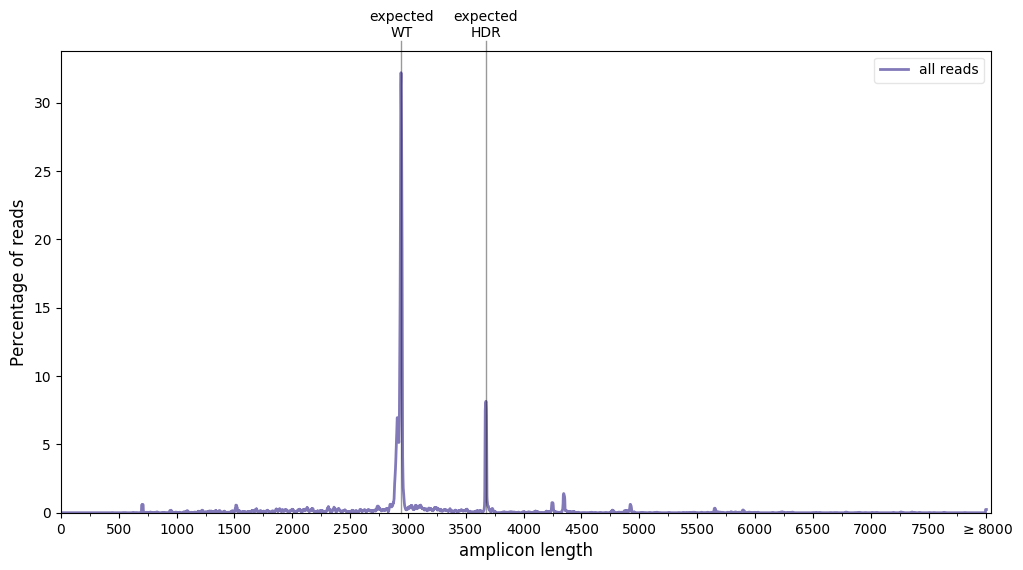 expected expected
WT HDR
all reads
Percentage of reads
30
25
20
15
10
5
0
0 500 1000 1500 2000 2500 3000 3500 4000 4500 5000 5500 6000 6500 7000 7500 ≥ 8000
amplicon length